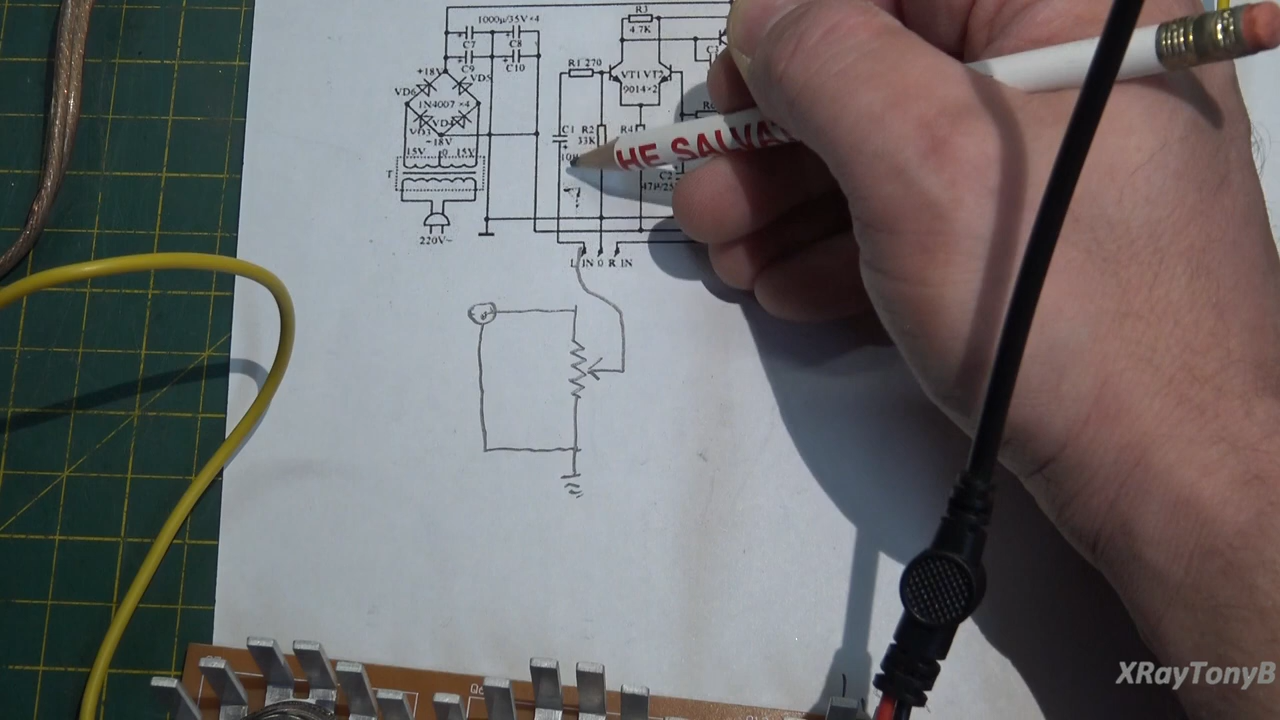 R3
4.7K
1000μ/35V×4
C7 C8
C9 C10
+18V
VD5
VD6
1N4007 ×4
VD4
VD3
-18V
15V 0 15V
T
220V~
R1 270
VT1 VT2
9014×2
C1
R2
33K
R4
C2
HE SALVA
L IN 0 R IN
XRayTonyB